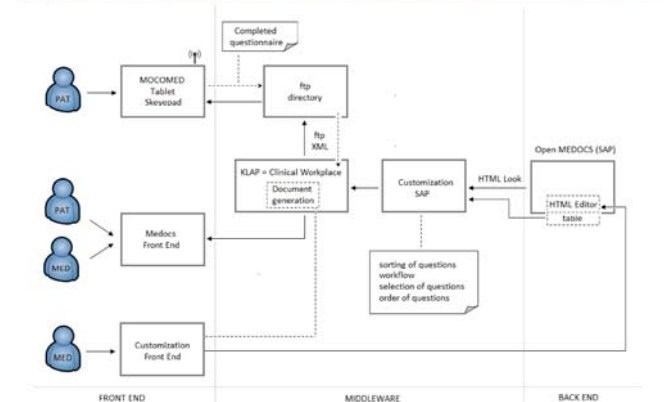 Completed
questionnaire
PAT
MOCOMED
Tablet
Skeyepad
ftp
directory
ftp
XML
Open MEDOCS (SAP)
KLAP = Clinical Workplace
Document
generation
Customization
SAP
HTML Look
HTML Editor
table
PAT
MED
Medocs
Front End
sorting of questions
workflow
selection of questions
order of questions
MED
Customization
Front End
FRONT END
MIDDLEWARE
BACK END